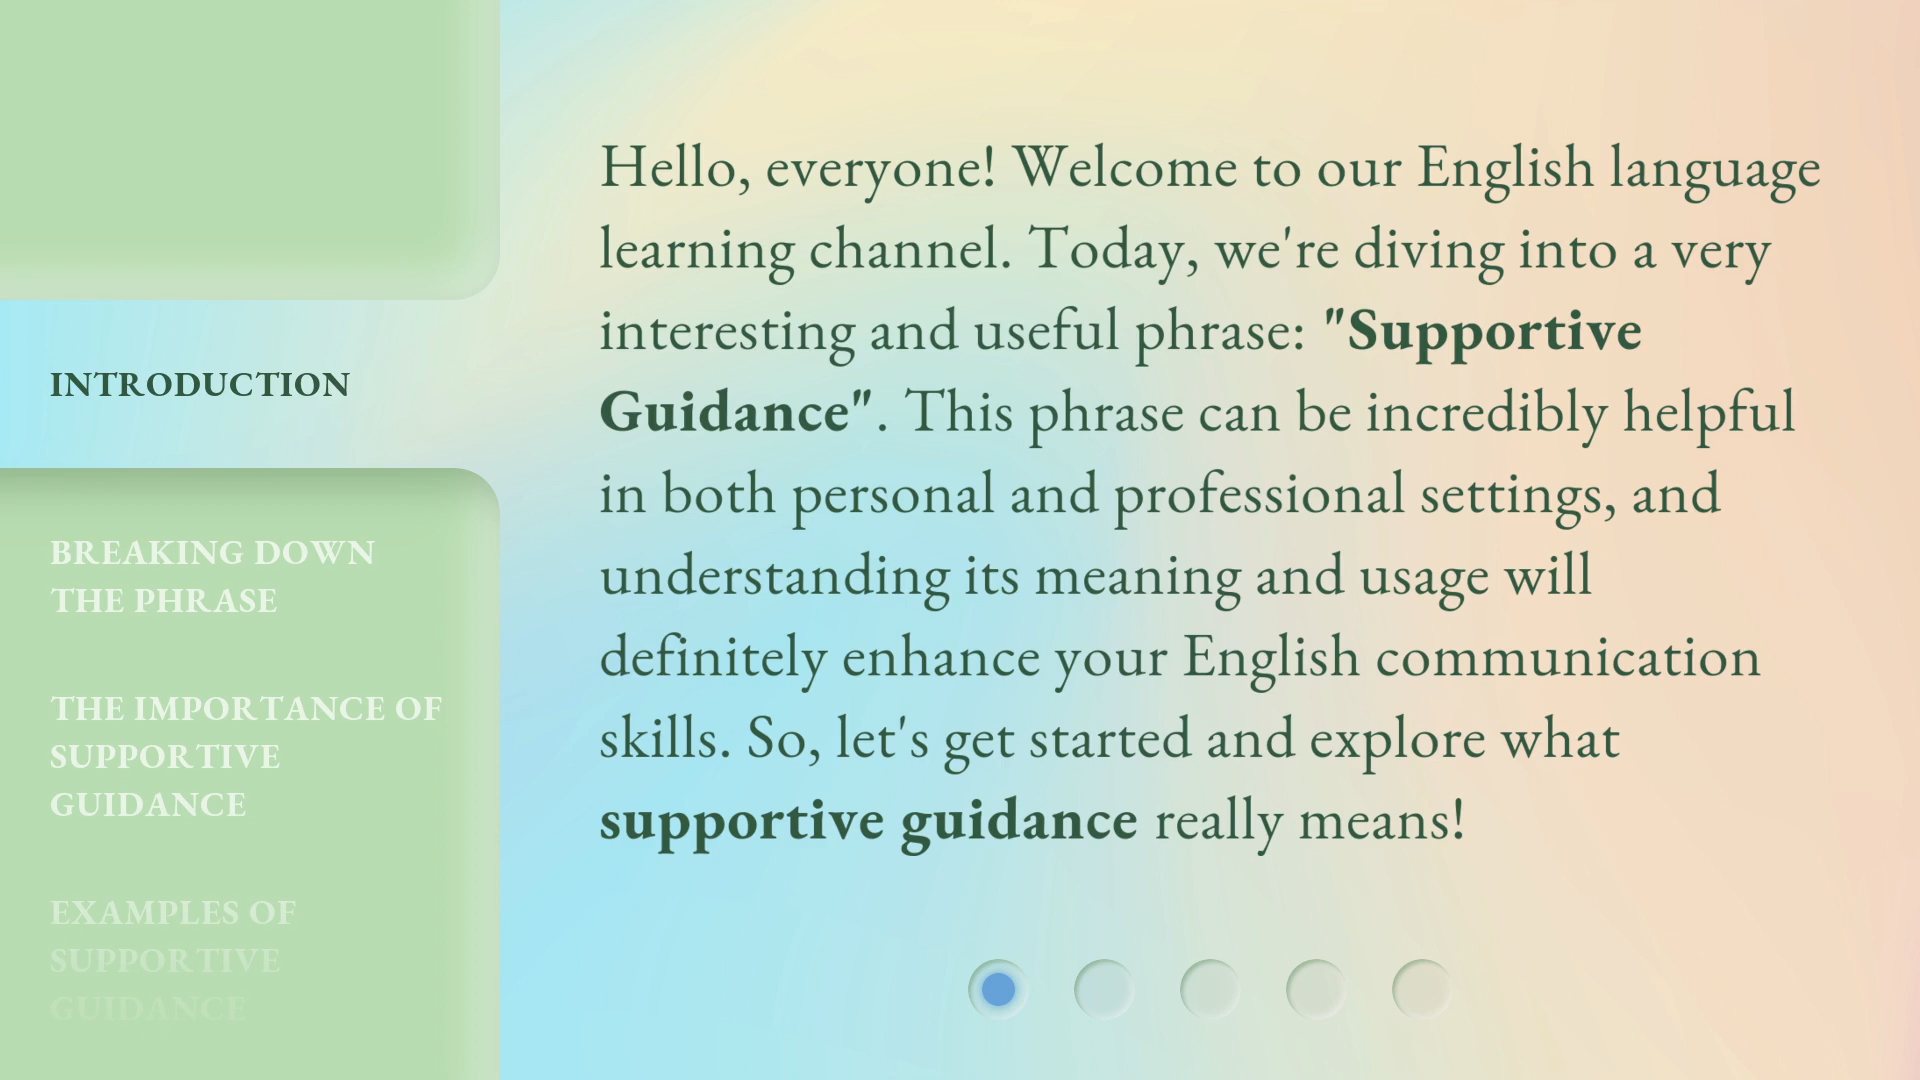 INTRODUCTION
BREAKING DOWN
THE PHRASE
THE IMPORTANCE OF
SUPPORTIVE
GUIDANCE
EXAMPLES OF
SUPPORTIVE
GUIDANCE
Hello, everyone! Welcome to our English language
learning channel. Today, we're diving into a very
interesting and useful phrase: "Supportive
Guidance". This phrase can be incredibly helpful
in both personal and professional settings, and
understanding its meaning and usage will
definitely enhance your English communication
skills. So, let's get started and explore what
supportive guidance really means!